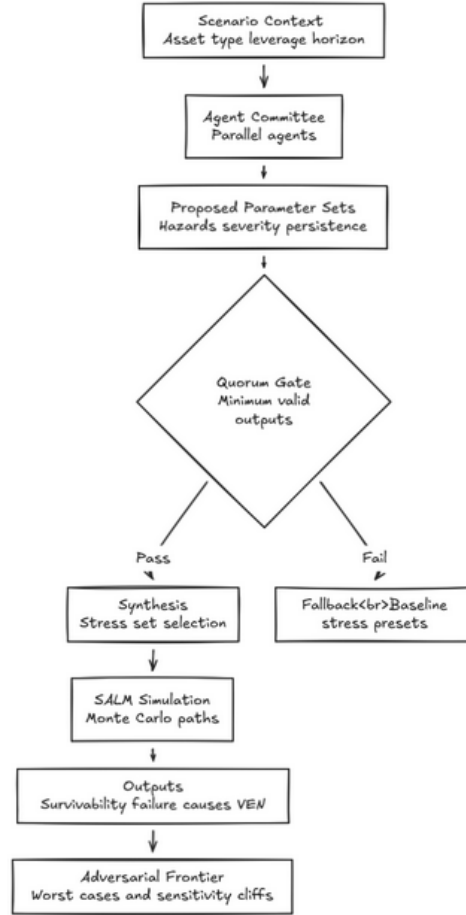 Scenario Context
Asset type leverage horizon
Agent Committee
Parallel agents
Proposed Parameter Sets
Hazards severity persistence
Quorum Gate
Minimum valid
outputs
Pass
Fail
Synthesis
Stress set selection
Fallback<br>Baseline
stress presets
SALM Simulation
Monte Carlo paths
Outputs
Survivability failure causes VEN
Adversarial Frontier
Worst cases and sensitivity cliffs